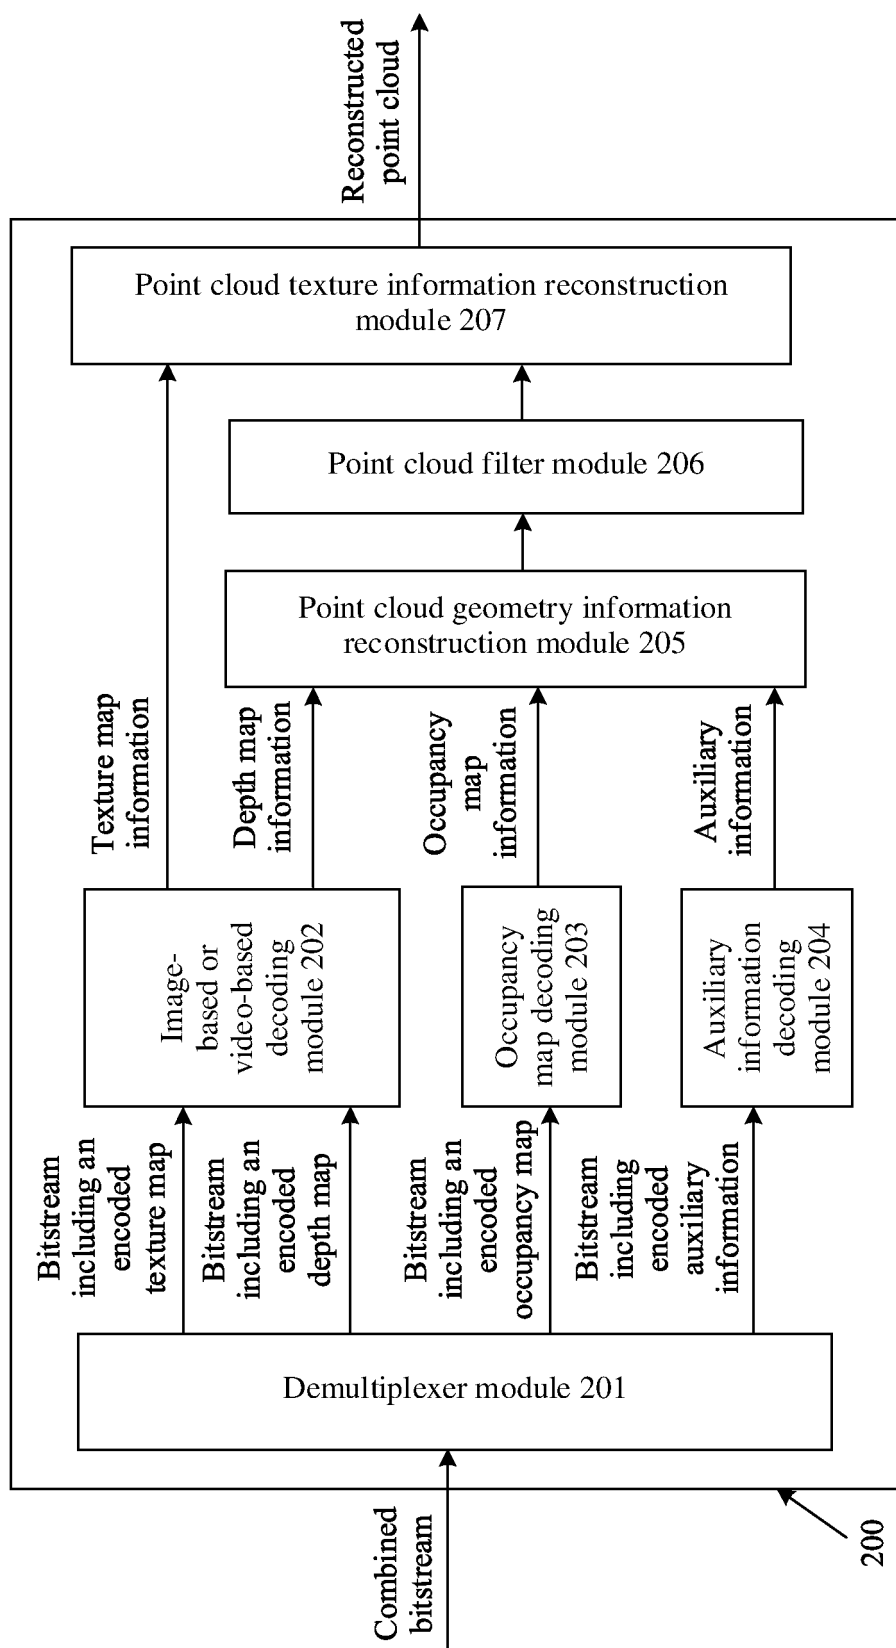 Combined
bitstream
200
Demultiplexer module 201
Bitstream
including an
encoded
texture map
Bitstream
including an
encoded
depth map
Bitstream
including an
encoded
occupancy map
Bitstream
including
encoded
auxiliary
information
Image-
based or
video-based
decoding
module 202
Occupancy
map decoding
module 203
Auxiliary
information
decoding
module 204
Texture map
information
Depth map
information
Occupancy
map
information
Auxiliary
information
Point cloud geometry information
reconstruction module 205
Point cloud filter module 206
Point cloud texture information reconstruction
module 207
Reconstructed
point cloud